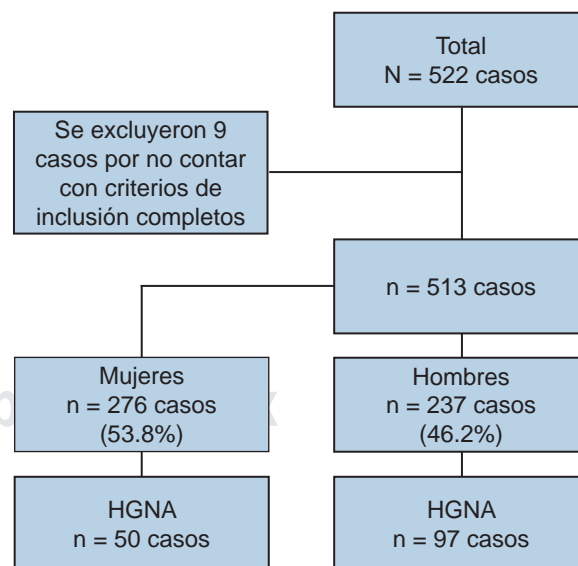 Total
N = 522 casos
Se excluyeron 9
casos por no contar
con criterios de
inclusión completos
n = 513 casos
Mujeres
n = 276 casos
(53.8%)
Hombres
n = 237 casos
(46.2%)
HGNA
n = 50 casos
HGNA
n = 97 casos